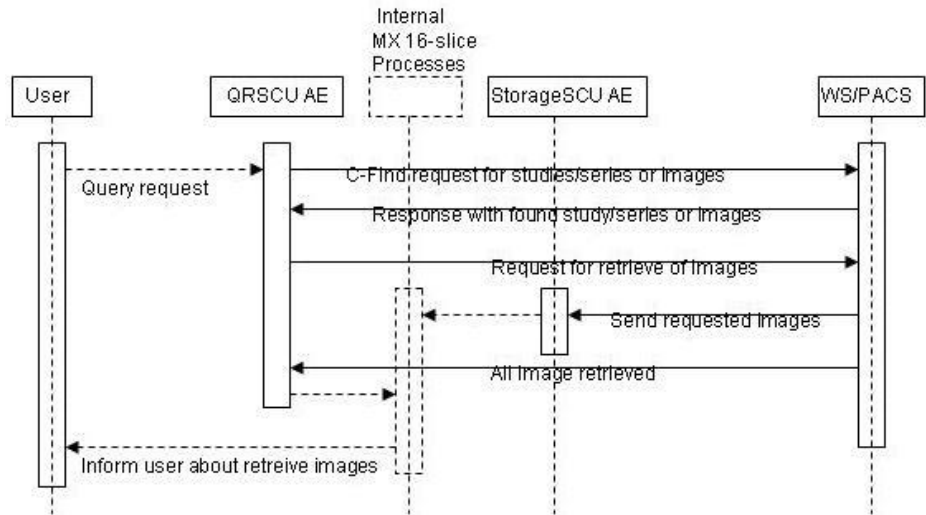 Internal
MX 16-slice
Processes
User
QRSCU AE
StorageSCU AE
WS/PACS
C-Find request for studies/series or images
Query request
Response with found study/series or images
Request for retrieve of images
Send requested images
All image retrieved
Inform user about retreive images